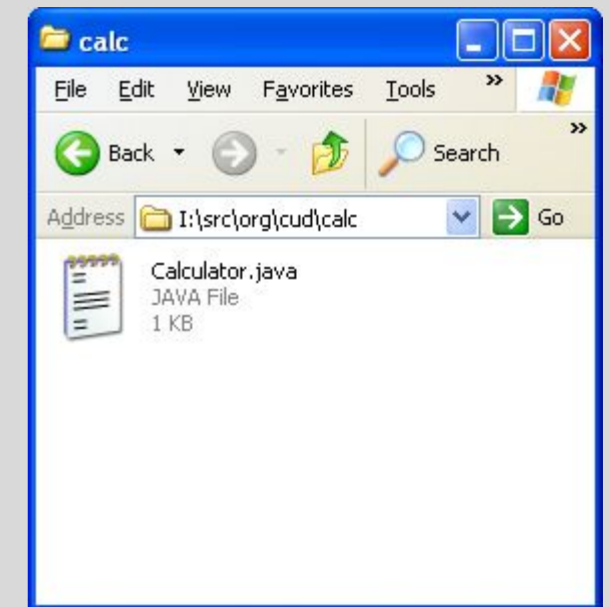 calc
File Edit View Favorites Tools »
Back Search »
Address I:\src\org\cud\calc Go
Calculator.java
JAVA File
1 KB